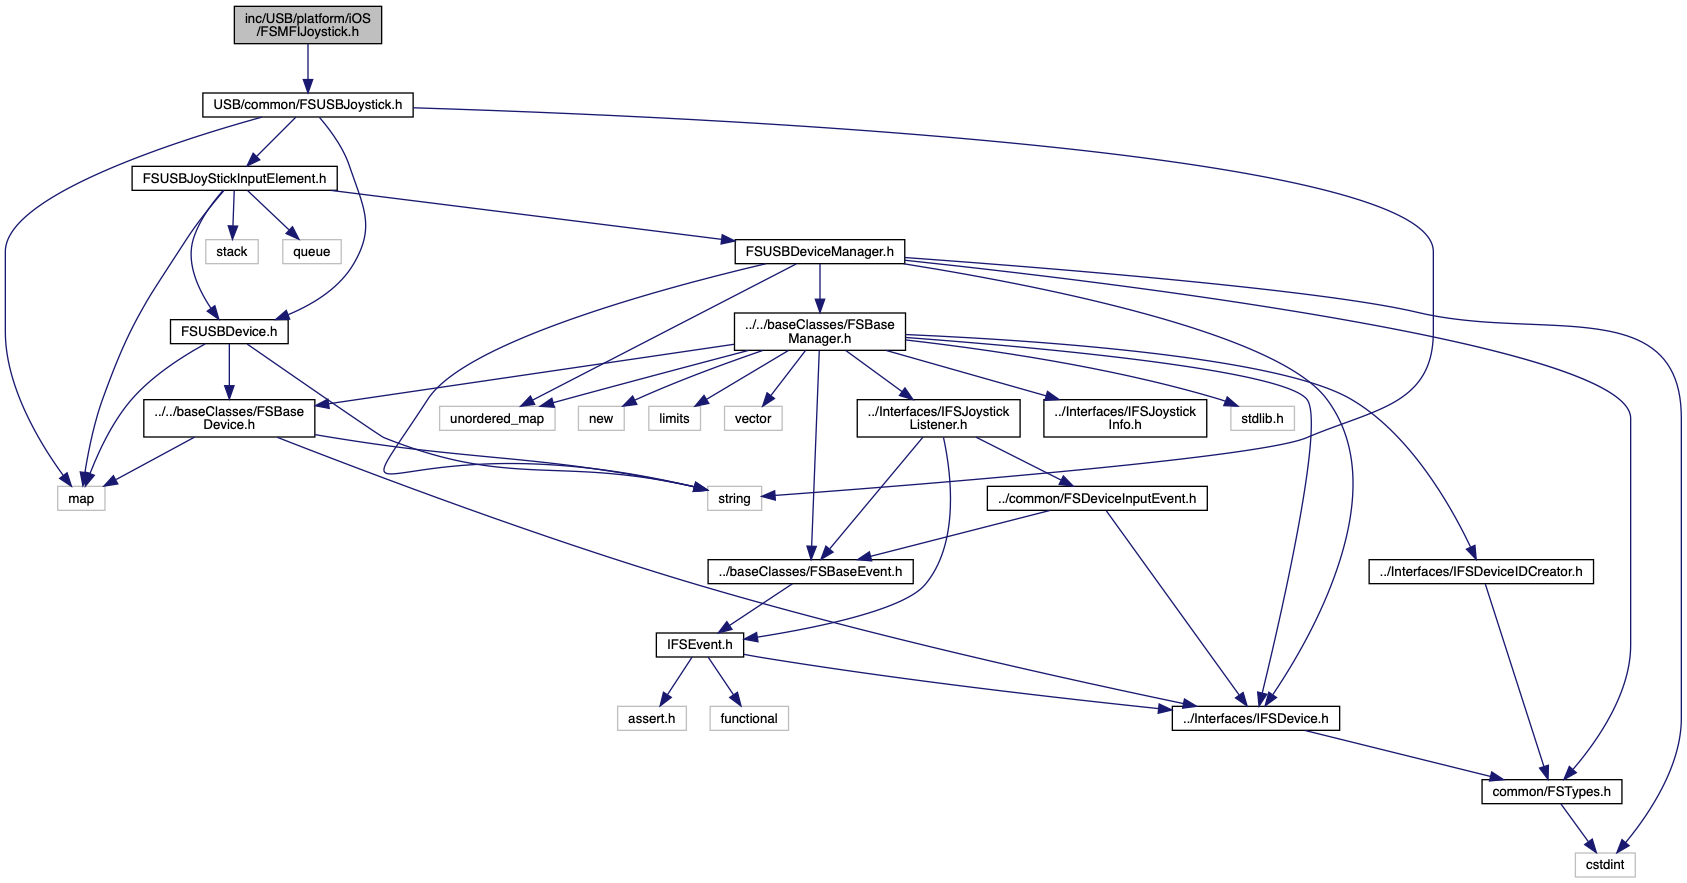 inc/USB/platform/iOS
/FSMFIJoystick.h
USB/common/FSUSBJoystick.h
FSUSBJoyStickInputElement.h
stack
queue
FSUSBDeviceManager.h
FSUSBDevice.h
../../baseClasses/FSBase
Manager.h
../../baseClasses/FSBase
Device.h
unordered_map
new
limits
vector
../Interfaces/IFSJoystick
Listener.h
../Interfaces/IFSJoystick
Info.h
stdlib.h
map
string
../common/FSDeviceInputEvent.h
../baseClasses/FSBaseEvent.h
../Interfaces/IFSDeviceIDCreator.h
IFSEvent.h
assert.h
functional
../Interfaces/IFSDevice.h
common/FSTypes.h
cstdint